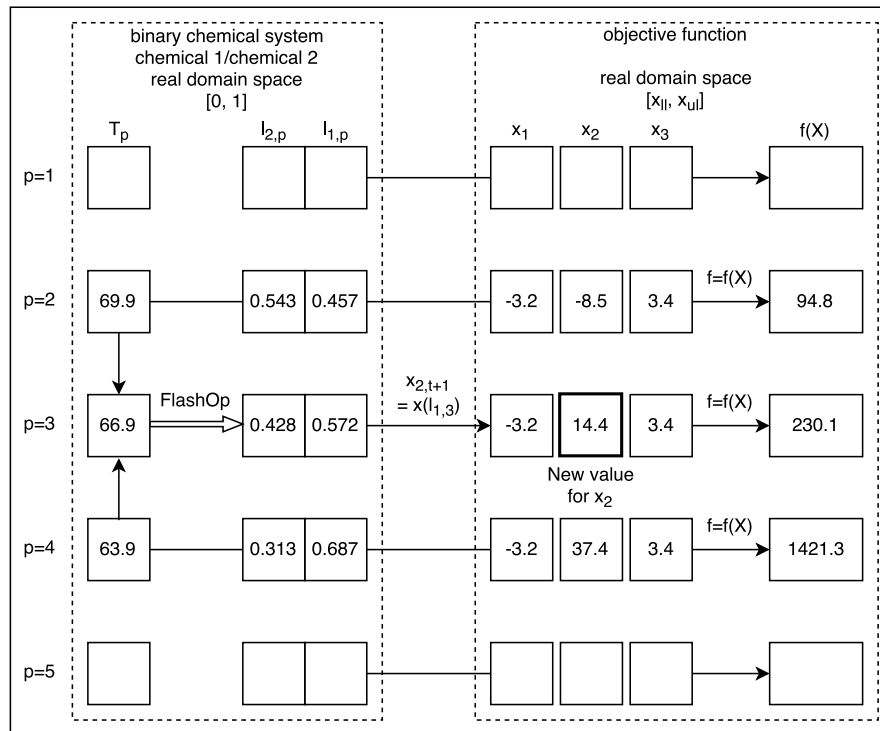 binary chemical system
chemical 1/chemical 2
real domain space
[0, 1]
objective function
real domain space
[x_ll, x_ul]
T_p l_2,p l_1,p x_1 x_2 x_3 f(X)
p=1
p=2 69.9 0.543 0.457 -3.2 -8.5 3.4 f=f(X) 94.8
p=3 66.9 FlashOp 0.428 0.572 x_2,t+1 -3.2 14.4 3.4 f=f(X) 230.1
= x(l_1,3)
New value
for x_2
p=4 63.9 0.313 0.687 -3.2 37.4 3.4 f=f(X) 1421.3
p=5